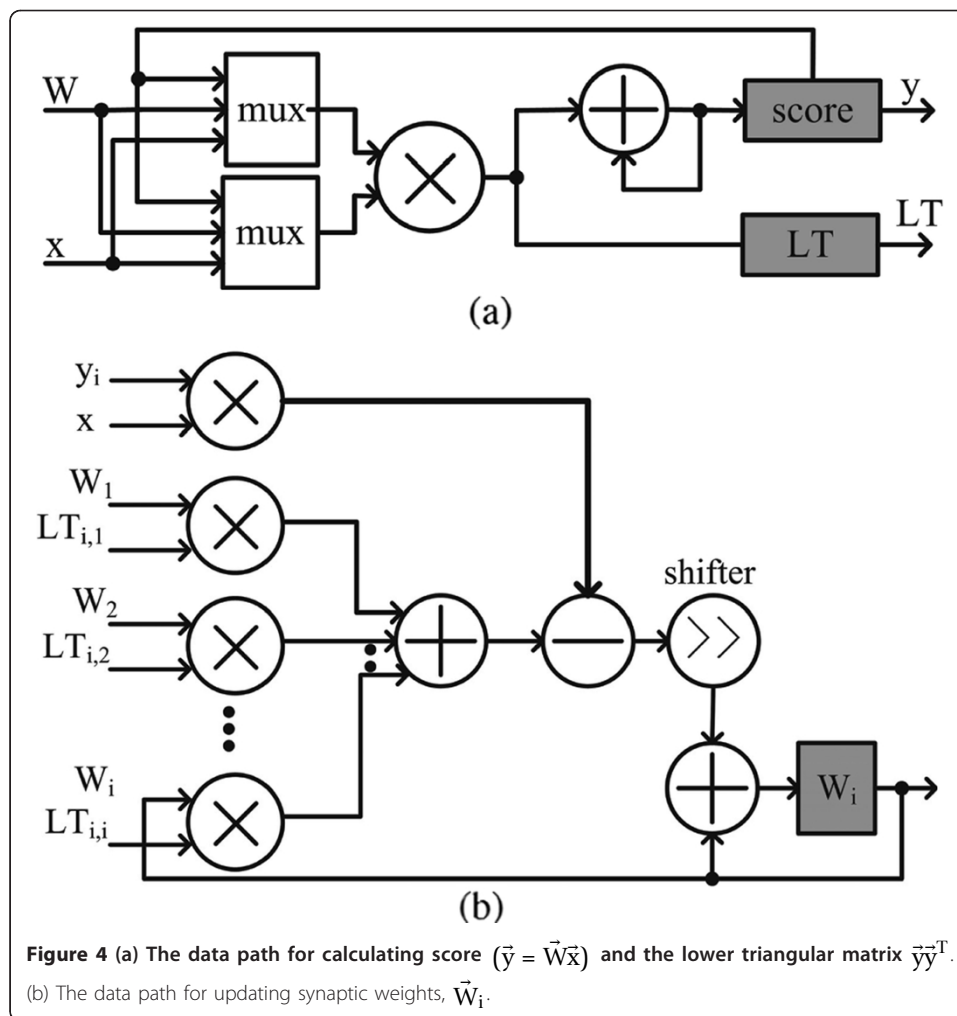 W
mux
score
y
mux
x
LT
LT
(a)
yᵢ
x
W₁
LTᵢ,₁
shifter
W₂
LTᵢ,₂
Wᵢ
LTᵢ,ᵢ
Wᵢ
(b)
Figure 4 (a) The data path for calculating score (y⃗ = W⃗x⃗) and the lower triangular matrix y⃗y⃗ᵀ.
(b) The data path for updating synaptic weights, W⃗ᵢ.